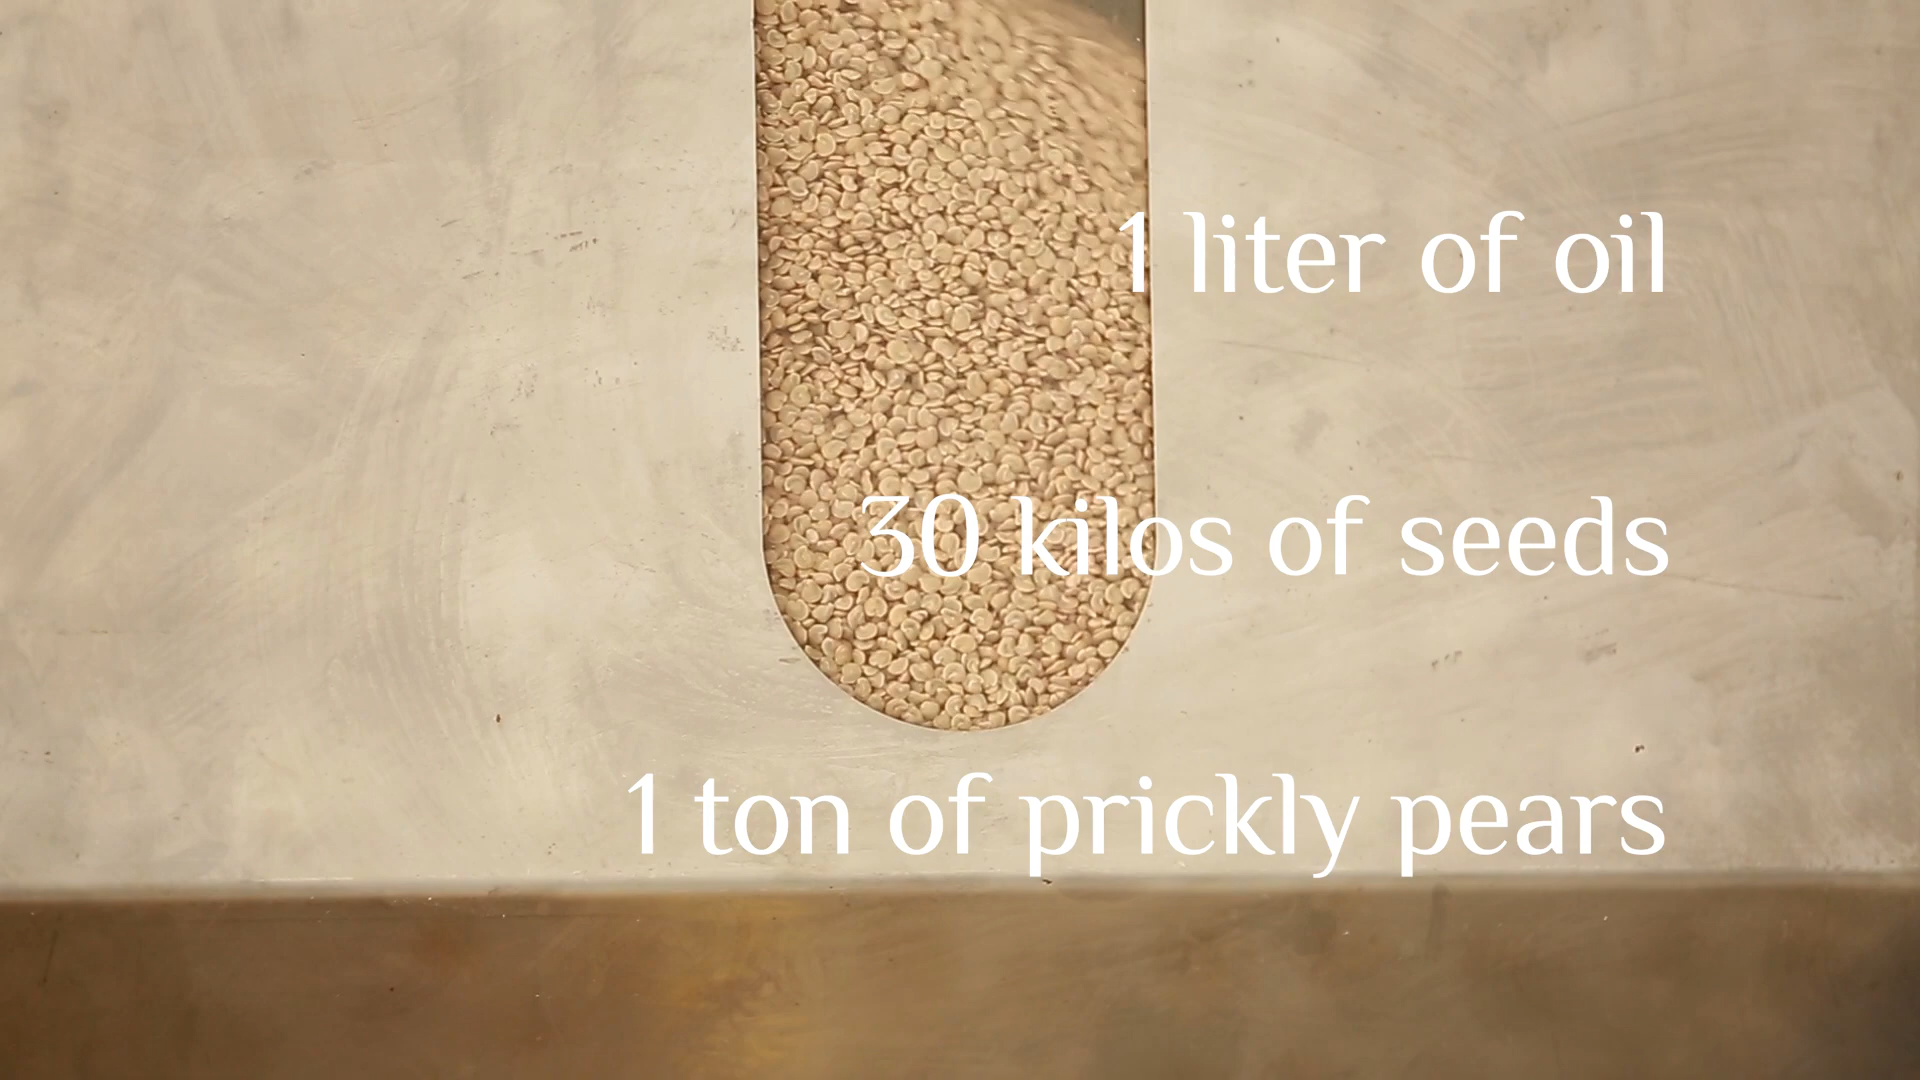 1 liter of oil
30 kilos of seeds
1 ton of prickly pears